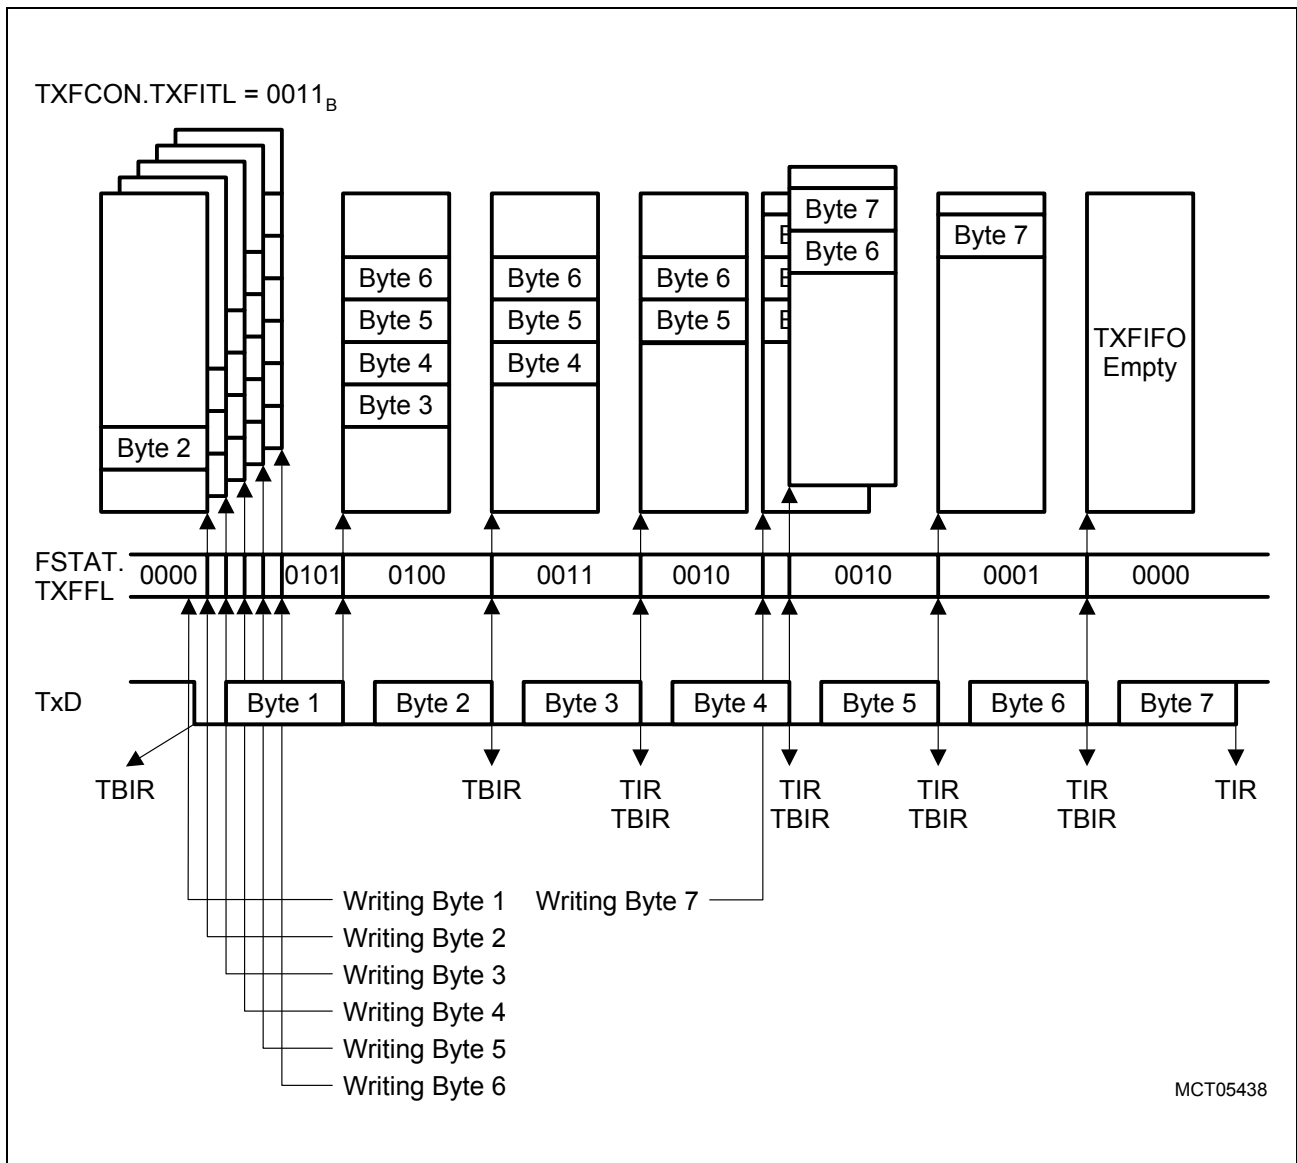 TXFCON.TXFITL = 0011B
Byte 7
Byte 6
Byte 7
Byte 6
Byte 5
Byte 4
Byte 3
Byte 6
Byte 5
Byte 4
Byte 6
Byte 5
TXFIFO
Empty
Byte 2
FSTAT.
TXFFL
0000 0101 0100 0011 0010 0010 0001 0000
TxD Byte 1 Byte 2 Byte 3 Byte 4 Byte 5 Byte 6 Byte 7
TBIR TBIR TIR TIR TIR TIR TIR
TBIR TBIR TBIR TBIR
Writing Byte 1 Writing Byte 7
Writing Byte 2
Writing Byte 3
Writing Byte 4
Writing Byte 5
Writing Byte 6
MCT05438